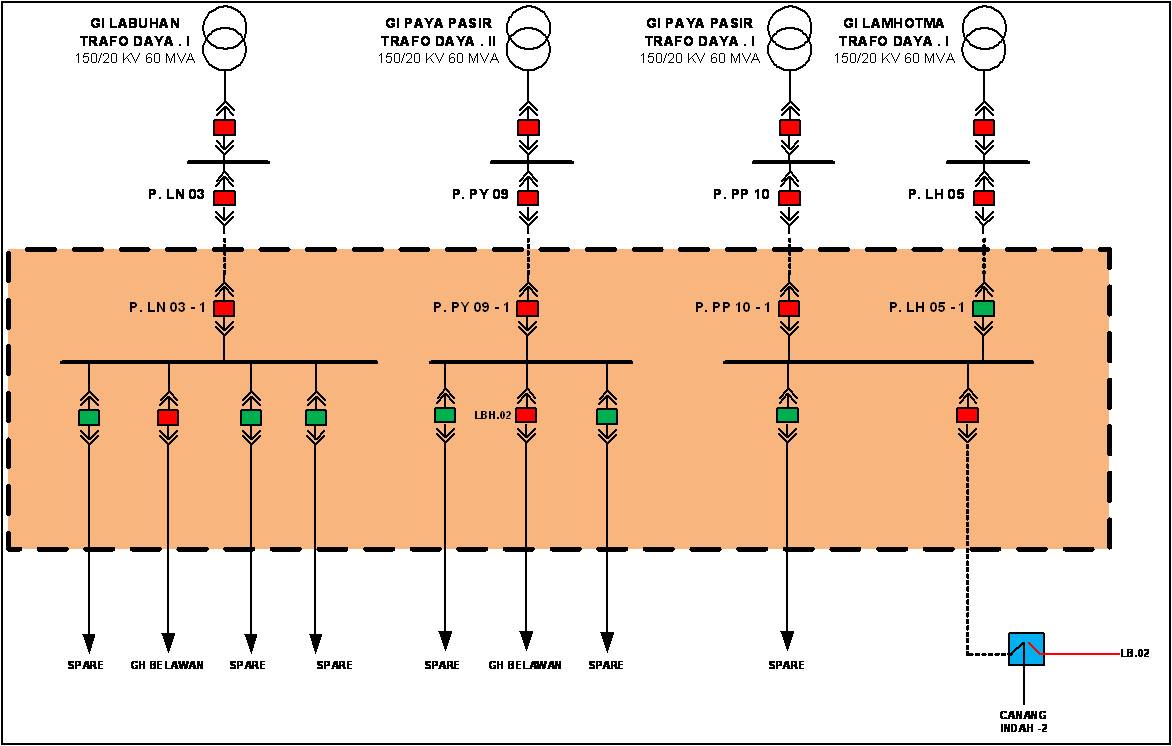 GI LABUHAN
TRAFO DAYA . I
150/20 KV 60 MVA
GI PAYA PASIR
TRAFO DAYA . II
150/20 KV 60 MVA
GI PAYA PASIR
TRAFO DAYA . I
150/20 KV 60 MVA
GI LAMHOTMA
TRAFO DAYA . I
150/20 KV 60 MVA
P. LN 03
P. PY 09
P. PP 10
P. LH 05
P. LN 03 - 1
P. PY 09 - 1
P. PP 10 - 1
P. LH 05 - 1
LBH.02
SPARE
GH BELAWAN
SPARE
SPARE
SPARE
GH BELAWAN
SPARE
SPARE
LB.02
CANANG
INDAH -2